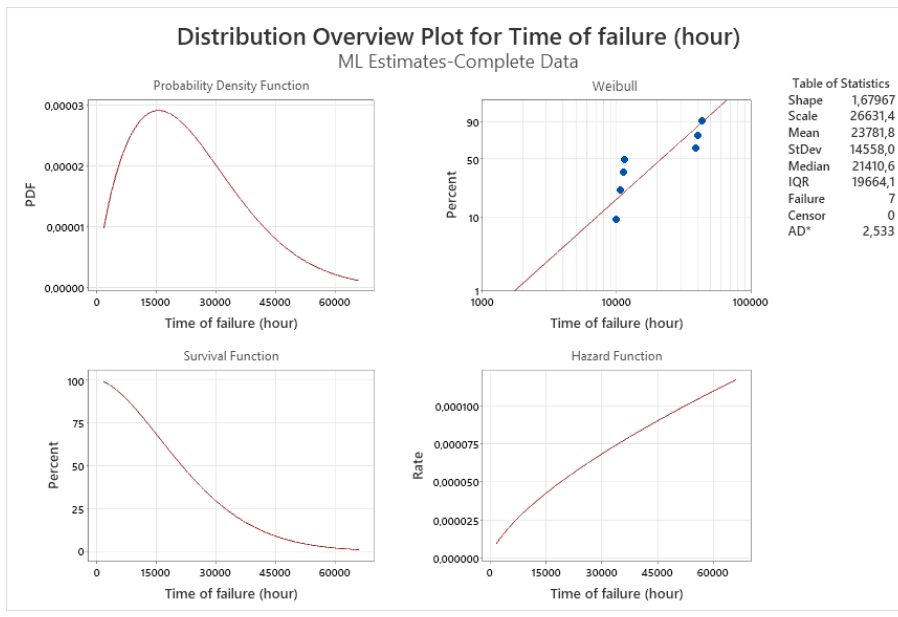 Distribution Overview Plot for Time of failure (hour)
ML Estimates-Complete Data
Probability Density Function
0,00003
0,00002
0,00001
0,00000
PDF
0 15000 30000 45000 60000
Time of failure (hour)
Weibull
90
50
10
1
Percent
1000 10000 100000
Time of failure (hour)
Table of Statistics
Shape 1,67967
Scale 26631,4
Mean 23781,8
StDev 14558,0
Median 21410,6
IQR 19664,1
Failure 7
Censor 0
AD* 2,533
Survival Function
100
75
50
25
0
Percent
0 15000 30000 45000 60000
Time of failure (hour)
Hazard Function
0,000100
0,000075
0,000050
0,000025
0,000000
Rate
0 15000 30000 45000 60000
Time of failure (hour)